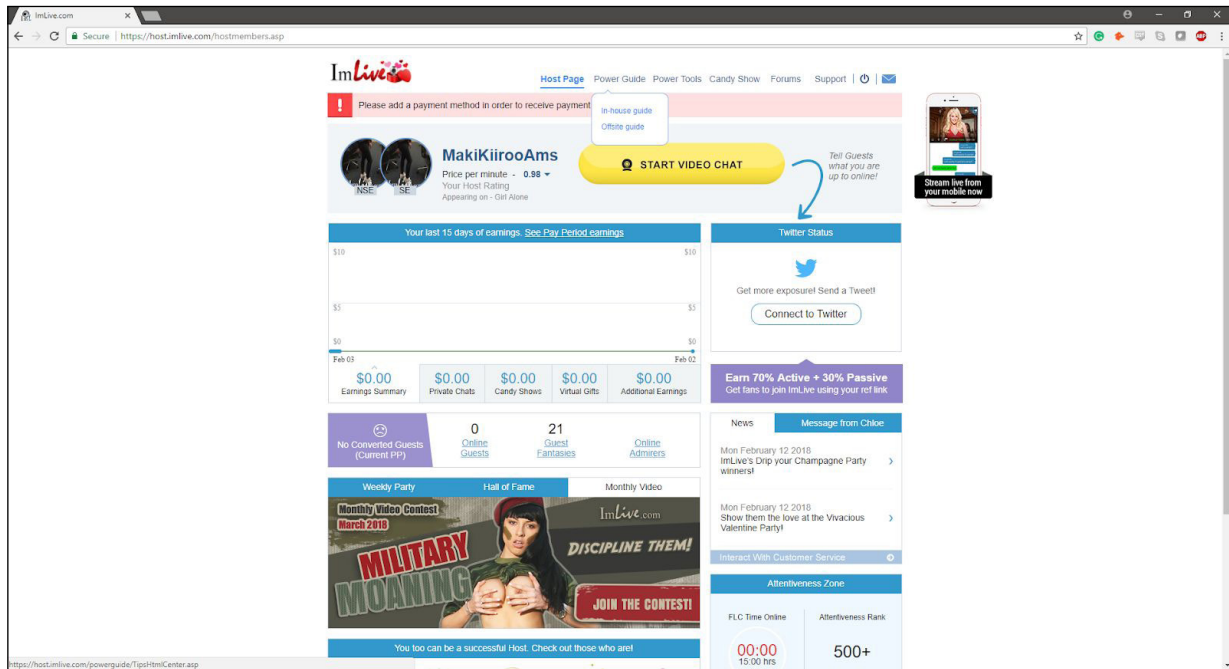 ImLive.com
Secure | https://host.imlive.com/hostmembers.asp
ImLive
Host Page Power Guide Power Tools Candy Show Forums Support
! Please add a payment method in order to receive payment
In-house guide
Offsite guide
MakiKiirooAms
Price per minute - 0.98
Your Host Rating
Appearing on - Girl Alone
NSE SE
START VIDEO CHAT
Tell Guests
what you are
up to online!
Stream live from
your mobile now
Your last 15 days of earnings. See Pay Period earnings
$10 $10
$5 $5
$0 $0
Feb 03 Feb 02
$0.00 $0.00 $0.00 $0.00 $0.00
Earnings Summary Private Chats Candy Shows Virtual Gifts Additional Earnings
Twitter Status
Get more exposure! Send a Tweet!
Connect to Twitter
Earn 70% Active + 30% Passive
Get fans to join ImLive using your ref link
No Converted Guests
(Current PP)
0 21
Online Guest Online
Guests Fantasies Admirers
News Message from Chloe
Mon February 12 2018
ImLive's Drip your Champagne Party
winners!
Mon February 12 2018
Show them the love at the Vivacious
Valentine Party!
Interact With Customer Service
Weekly Party Hall of Fame Monthly Video
Monthly Video Contest
March 2018
MILITARY
MOANING
ImLive.com
DISCIPLINE THEM!
JOIN THE CONTEST!
Attentiveness Zone
FLC Time Online Attentiveness Rank
00:00 500+
15:00 hrs
You too can be a successful Host. Check out those who are!
https://host.imlive.com/powerguide/TipsHtmlCenter.asp